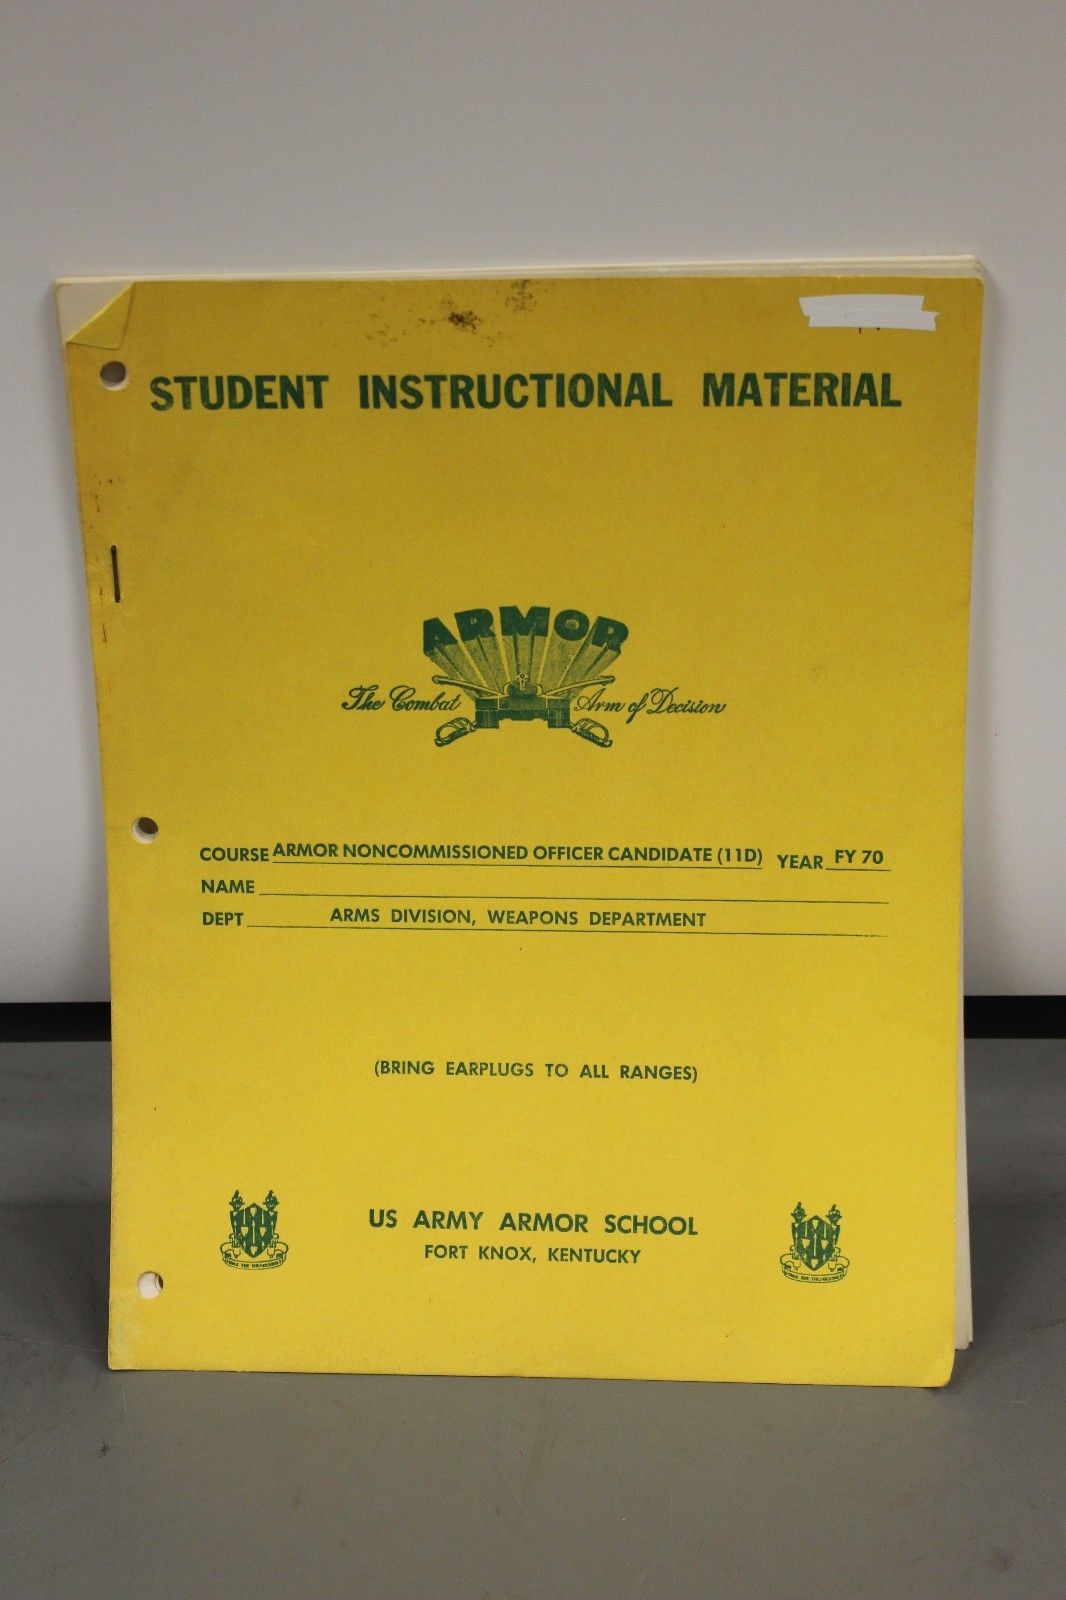 STUDENT INSTRUCTIONAL MATERIAL
ARMOR
The Combat Arm of Decision
COURSE ARMOR NONCOMMISSIONED OFFICER CANDIDATE (11D) YEAR FY 70
NAME
DEPT ARMS DIVISION, WEAPONS DEPARTMENT
(BRING EARPLUGS TO ALL RANGES)
US ARMY ARMOR SCHOOL
FORT KNOX, KENTUCKY